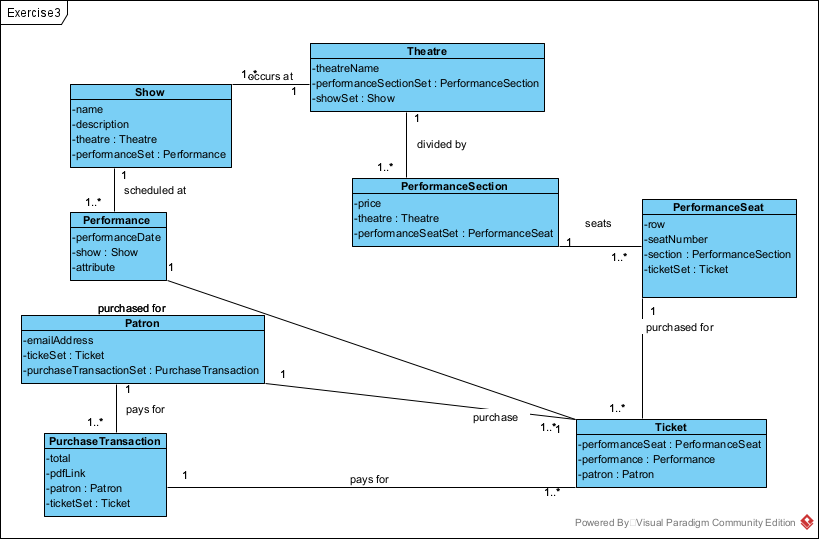 Exercise3
Theatre
-theatreName
-performanceSectionSet : PerformanceSection
-showSet : Show
1..*
occurs at
1
Show
-name
-description
-theatre : Theatre
-performanceSet : Performance
1
divided by
1..*
1
scheduled at
1..*
PerformanceSection
-price
-theatre : Theatre
-performanceSeatSet : PerformanceSeat
1
seats
1..*
PerformanceSeat
-row
-seatNumber
-section : PerformanceSection
-ticketSet : Ticket
Performance
-performanceDate
-show : Show
-attribute
1
purchased for
1
purchased for
1..*
Patron
-emailAddress
-tickeSet : Ticket
-purchaseTransactionSet : PurchaseTransaction
1
purchase
1..*
1
1
pays for
1..*
Ticket
-performanceSeat : PerformanceSeat
-performance : Performance
-patron : Patron
PurchaseTransaction
-total
-pdfLink
-patron : Patron
-ticketSet : Ticket
1
pays for
1..*
Powered By Visual Paradigm Community Edition